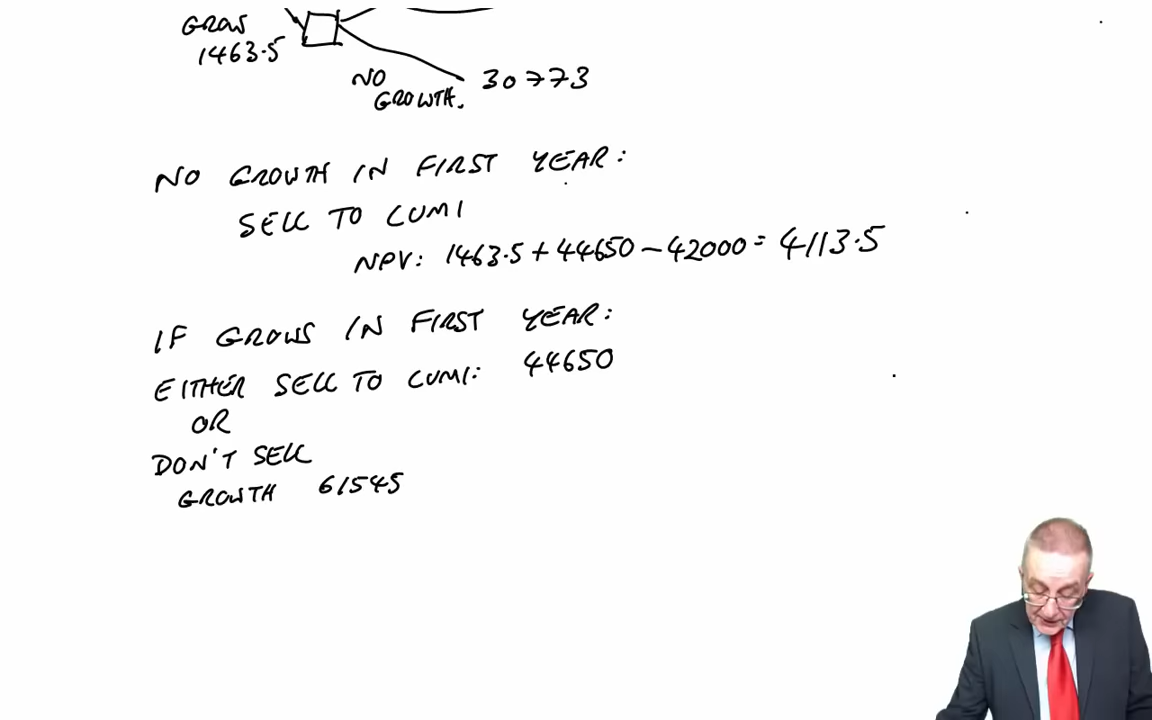 GROW
1463.5
NO
GROWTH.
30773
NO GROWTH IN FIRST YEAR:
SELL TO CUMI
NPV: 1463.5 + 44650 - 42000 = 4113.5
IF GROWS IN FIRST YEAR:
EITHER SELL TO CUMI: 44650
OR
DON'T SELL
GROWTH 61545